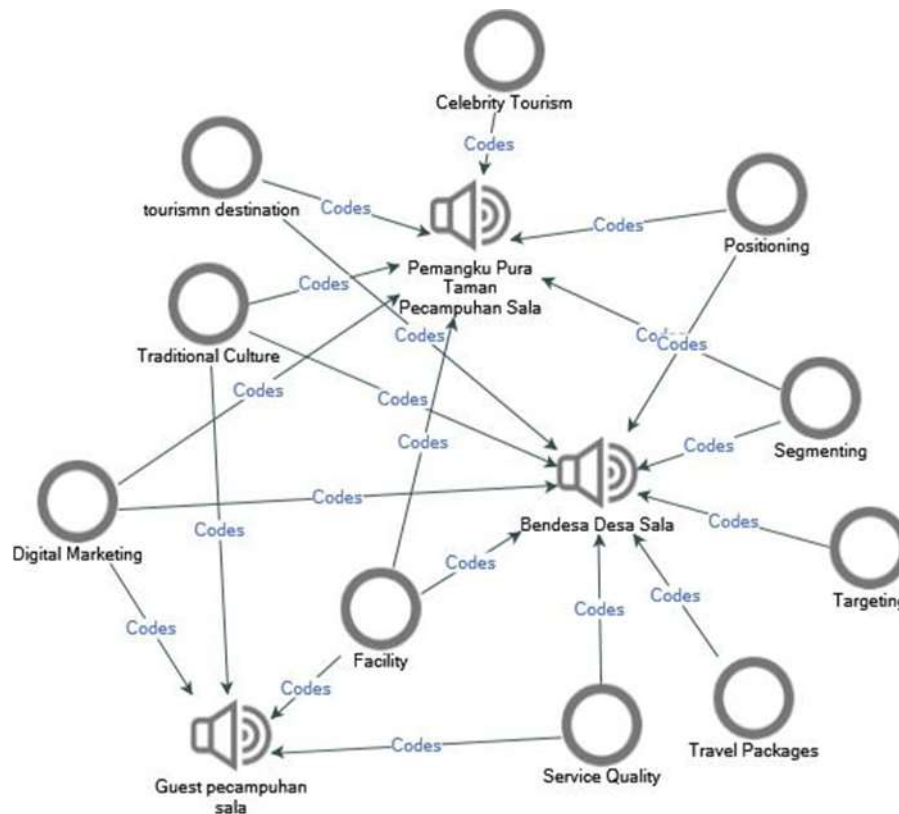 Celebrity Tourism
Codes
tourismn destination
Codes
Codes
Positioning
Pemangku Pura
Taman
Pecampuhan Sala
Codes
Traditional Culture
Codes
Codes
Codes
Codes
Codes
Codes
Segmenting
Codes
Codes
Digital Marketing
Codes
Bendesa Desa Sala
Codes
Codes
Targeting
Codes
Codes
Codes
Codes
Facility
Codes
Travel Packages
Codes
Service Quality
Guest pecampuhan
sala